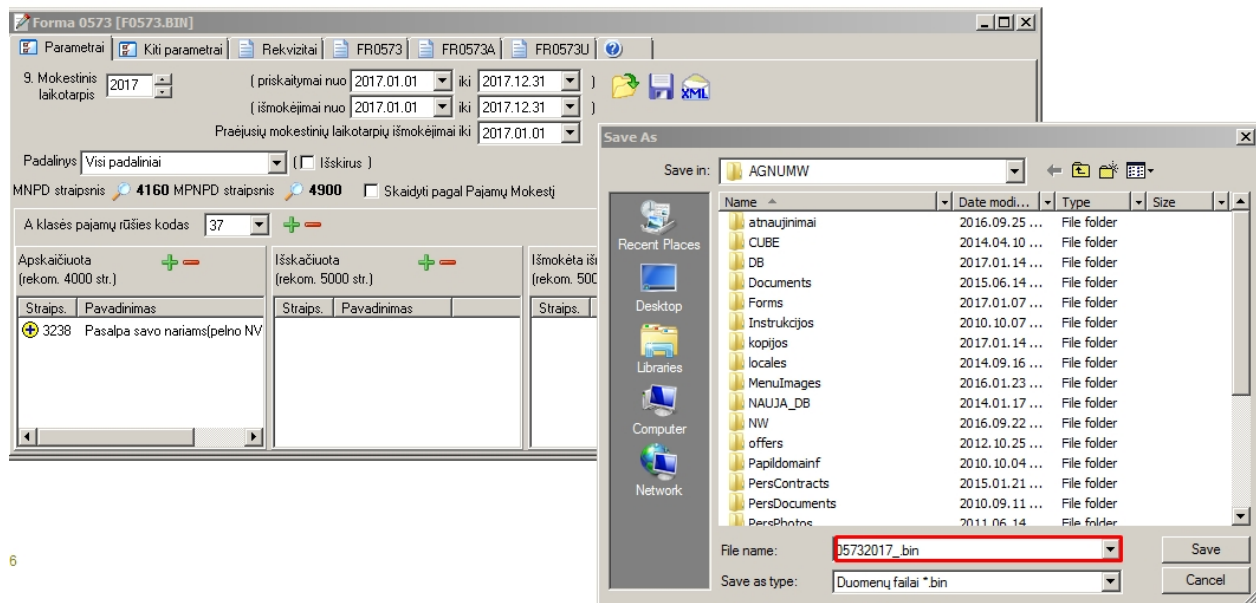 Forma 0573 [F0573.BIN]
Parametrai Kiti parametrai Rekvizitai FR0573 FR0573A FR0573U
9. Mokestinis laikotarpis 2017 ( priskaitymai nuo 2017.01.01 iki 2017.12.31 )
( išmokėjimai nuo 2017.01.01 iki 2017.12.31 )
Praėjusių mokestinių laikotarpių išmokėjimai iki 2017.01.01
XML
Padalinys Visi padaliniai ( Išskirus )
MNPD straipsnis 4160 MPNPD straipsnis 4900 Skaidyti pagal Pajamų Mokestį
A klasės pajamų rūšies kodas 37
Apskaičiuota
(rekom. 4000 str.)
Straips. Pavadinimas
3238 Pasalpa savo nariams(pelno NV
Išskačiuota
(rekom. 5000 str.)
Straips. Pavadinimas
Išmokėta
(rekom.
Straips.
Save As
Save in: AGNUMW
Recent Places
Desktop
Libraries
Computer
Network
Name Date modi... Type Size
atnaujinimai 2016.09.25 ... File folder
CUBE 2014.04.10 ... File folder
DB 2017.01.14 ... File folder
Documents 2015.06.14 ... File folder
Forms 2017.01.07 ... File folder
Instrukcijos 2010.10.07 ... File folder
kopijos 2017.01.14 ... File folder
locales 2014.09.16 ... File folder
MenuImages 2016.01.23 ... File folder
NAUJA_DB 2014.01.17 ... File folder
NW 2016.09.22 ... File folder
offers 2012.10.25 ... File folder
Papildomainf 2010.10.04 ... File folder
PersContracts 2015.01.21 ... File folder
PersDocuments 2010.09.11 ... File folder
PersPhotos 2011.06.14 File folder
File name: 05732017_.bin Save
Save as type: Duomenų failai *.bin Cancel
6